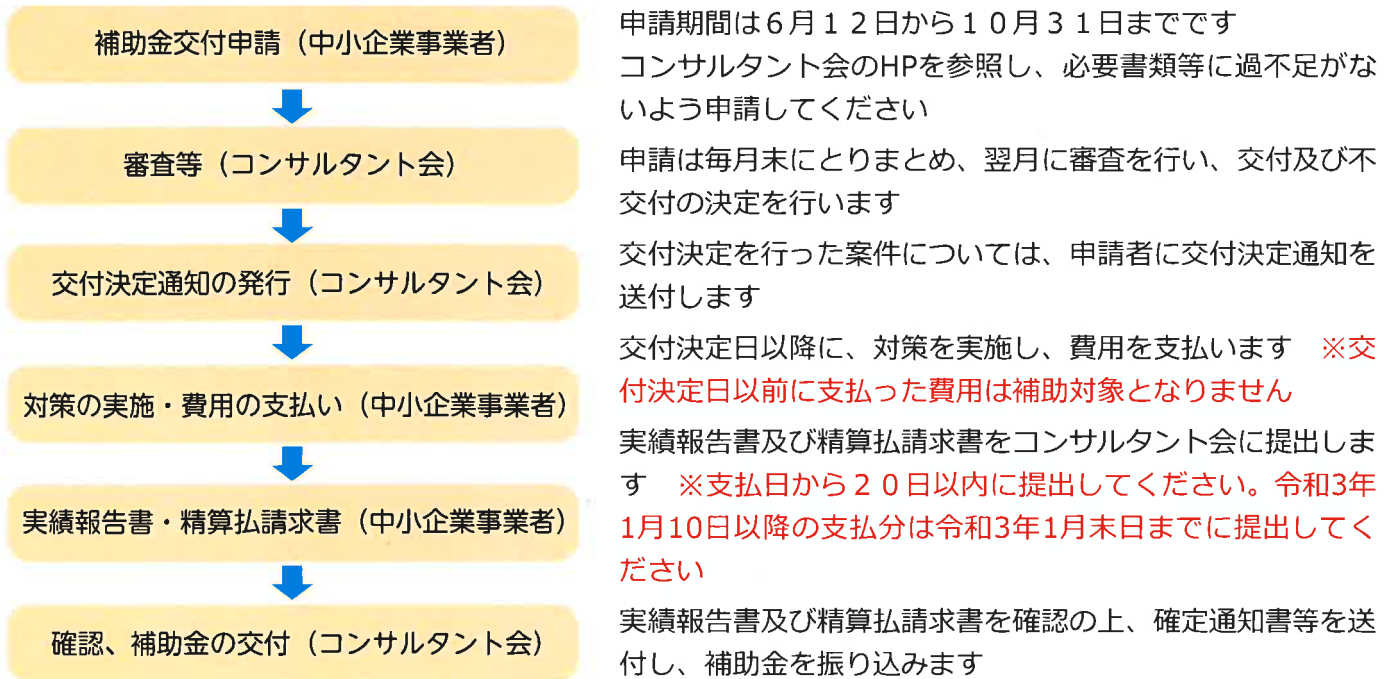 補助金交付申請（中小企業事業者）
申請期間は６月１２日から１０月３１日までです
コンサルタント会のHPを参照し、必要書類等に過不足がな
いよう申請してください
審査等（コンサルタント会）
申請は毎月末にとりまとめ、翌月に審査を行い、交付及び不
交付の決定を行います
交付決定通知の発行（コンサルタント会）
交付決定を行った案件については、申請者に交付決定通知を
送付します
対策の実施・費用の支払い（中小企業事業者）
交付決定日以降に、対策を実施し、費用を支払います　※交
付決定日以前に支払った費用は補助対象となりません
実績報告書・精算払請求書（中小企業事業者）
実績報告書及び精算払請求書をコンサルタント会に提出しま
す　※支払日から２０日以内に提出してください。令和3年
1月10日以降の支払分は令和3年1月末日までに提出してく
ださい
確認、補助金の交付（コンサルタント会）
実績報告書及び精算払請求書を確認の上、確定通知書等を送
付し、補助金を振り込みます